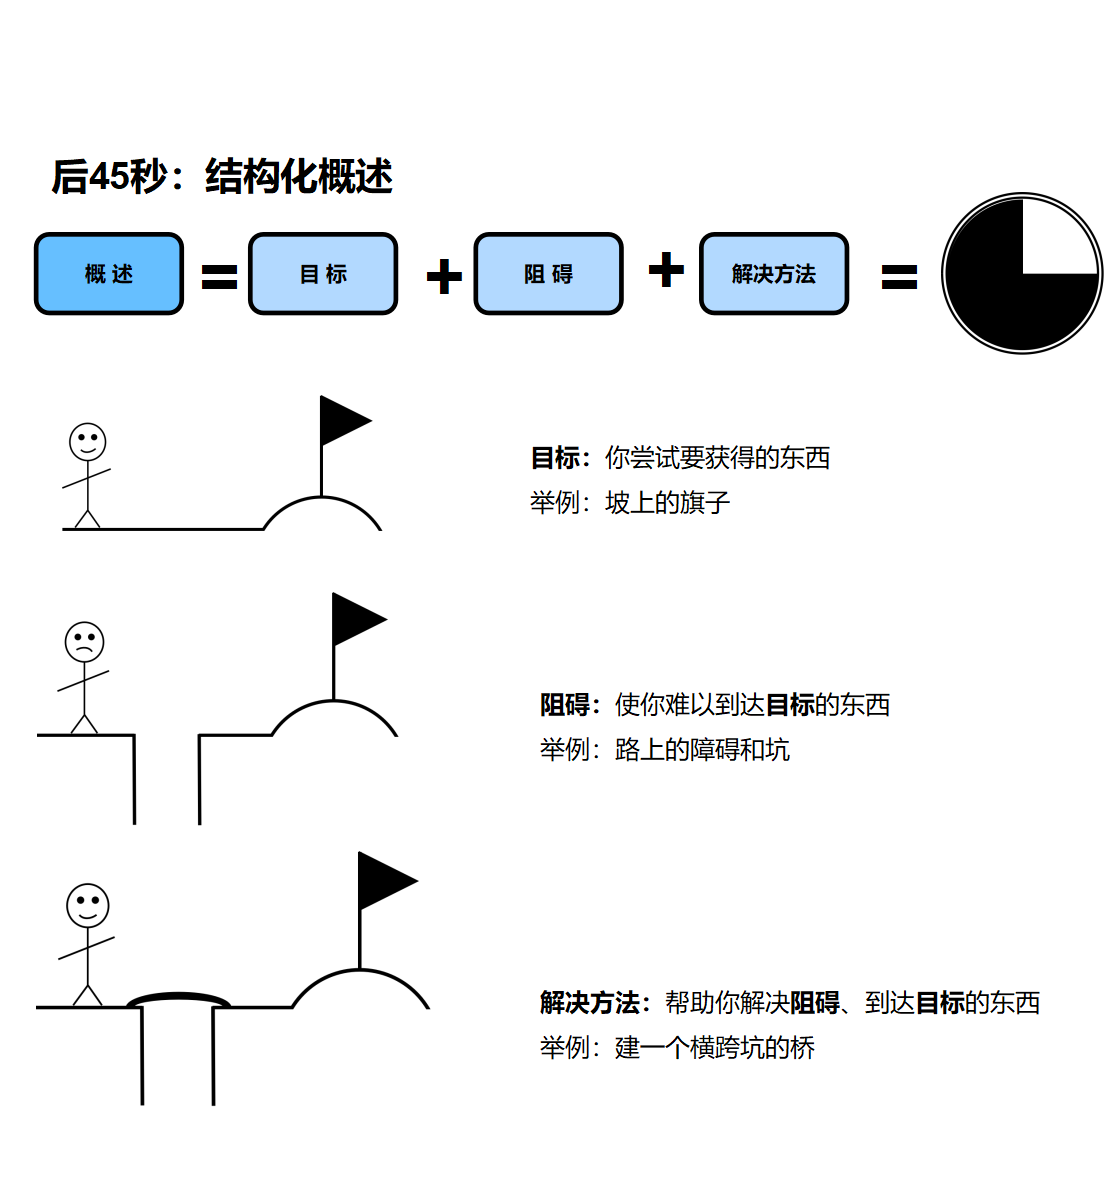 后45秒：结构化概述
概 述 = 目 标 + 阻 碍 + 解决方法 =
目标：你尝试要获得的东西
举例：坡上的旗子
阻碍：使你难以到达目标的东西
举例：路上的障碍和坑
解决方法：帮助你解决阻碍、到达目标的东西
举例：建一个横跨坑的桥